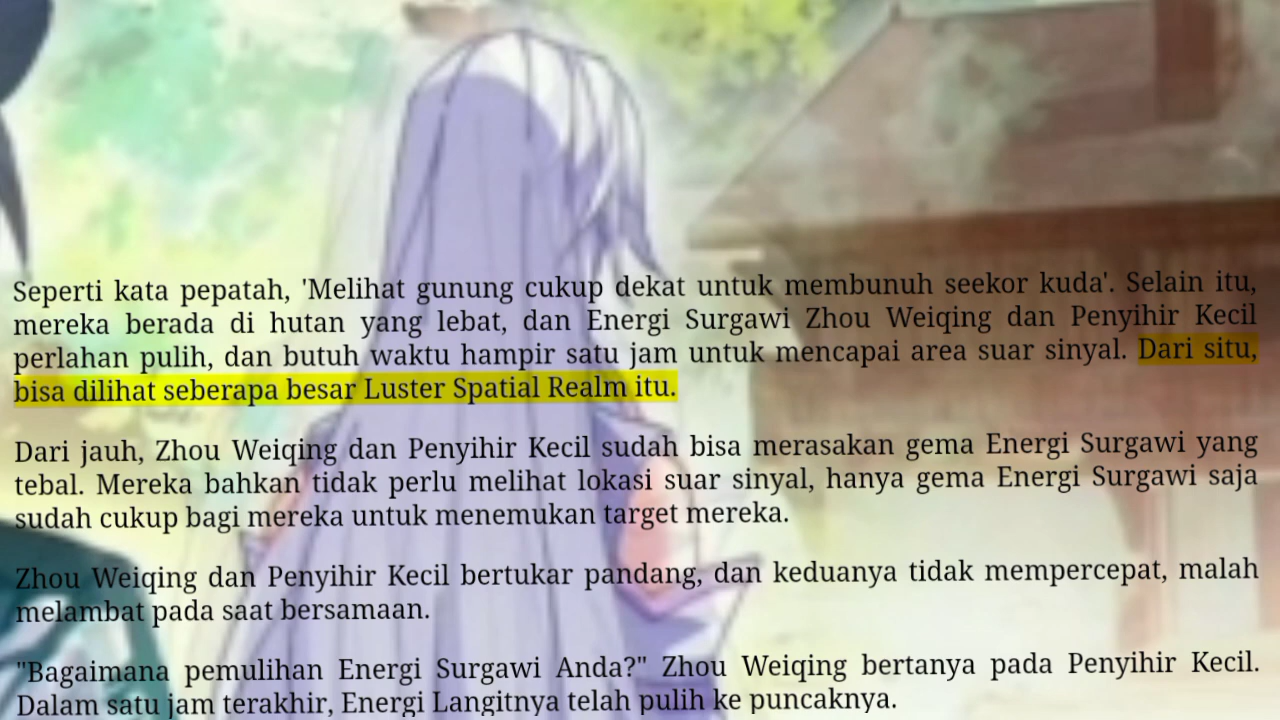 Seperti kata pepatah, 'Melihat gunung cukup dekat untuk membunuh seekor kuda'. Selain itu,
mereka berada di hutan yang lebat, dan Energi Surgawi Zhou Weiqing dan Penyihir Kecil
perlahan pulih, dan butuh waktu hampir satu jam untuk mencapai area suar sinyal. Dari situ,
bisa dilihat seberapa besar Luster Spatial Realm itu.
Dari jauh, Zhou Weiqing dan Penyihir Kecil sudah bisa merasakan gema Energi Surgawi yang
tebal. Mereka bahkan tidak perlu melihat lokasi suar sinyal, hanya gema Energi Surgawi saja
sudah cukup bagi mereka untuk menemukan target mereka.
Zhou Weiqing dan Penyihir Kecil bertukar pandang, dan keduanya tidak mempercepat, malah
melambat pada saat bersamaan.
"Bagaimana pemulihan Energi Surgawi Anda?" Zhou Weiqing bertanya pada Penyihir Kecil.
Dalam satu jam terakhir, Energi Langitnya telah pulih ke puncaknya.